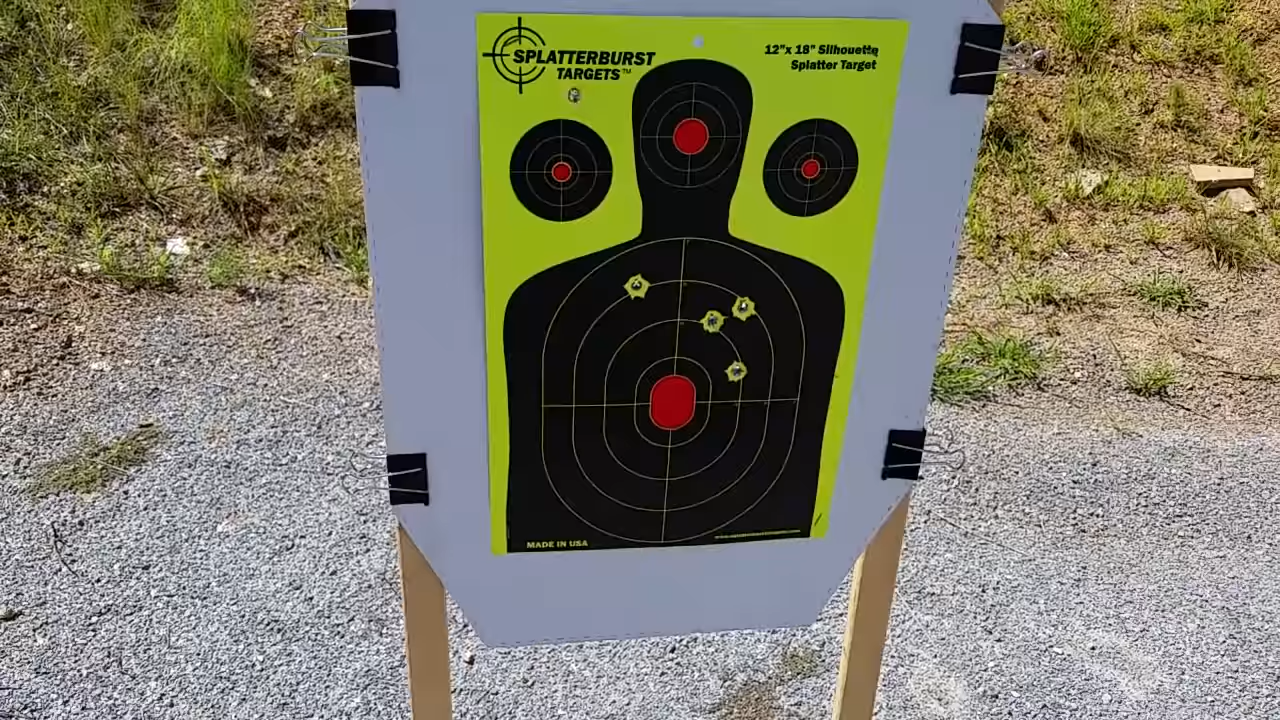 SPLATTERBURST
TARGETS™
12"x 18" Silhouette
Splatter Target
MADE IN USA